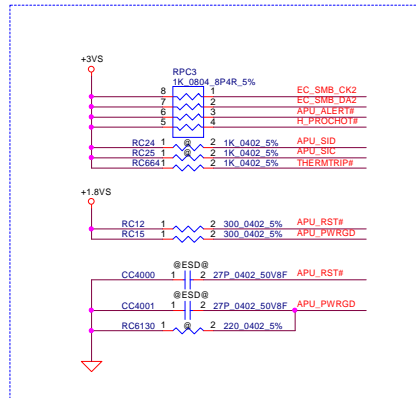 +3VS
RPC3
1K_0804_8P4R_5%
8 1 EC_SMB_CK2
7 2 EC_SMB_DA2
6 3 APU_ALERT#
5 4 H_PROCHOT#
RC24 1 @ 2 1K_0402_5% APU_SID
RC25 1 @ 2 1K_0402_5% APU_SIC
RC6641 2 1K_0402_5% THERMTRIP#
+1.8VS
RC12 1 2 300_0402_5% APU_RST#
RC15 1 2 300_0402_5% APU_PWRGD
@ESD@
CC4000 1 2 27P_0402_50V8F APU_RST#
@ESD@
CC4001 1 2 27P_0402_50V8F APU_PWRGD
RC6130 1 @ 2 220_0402_5%